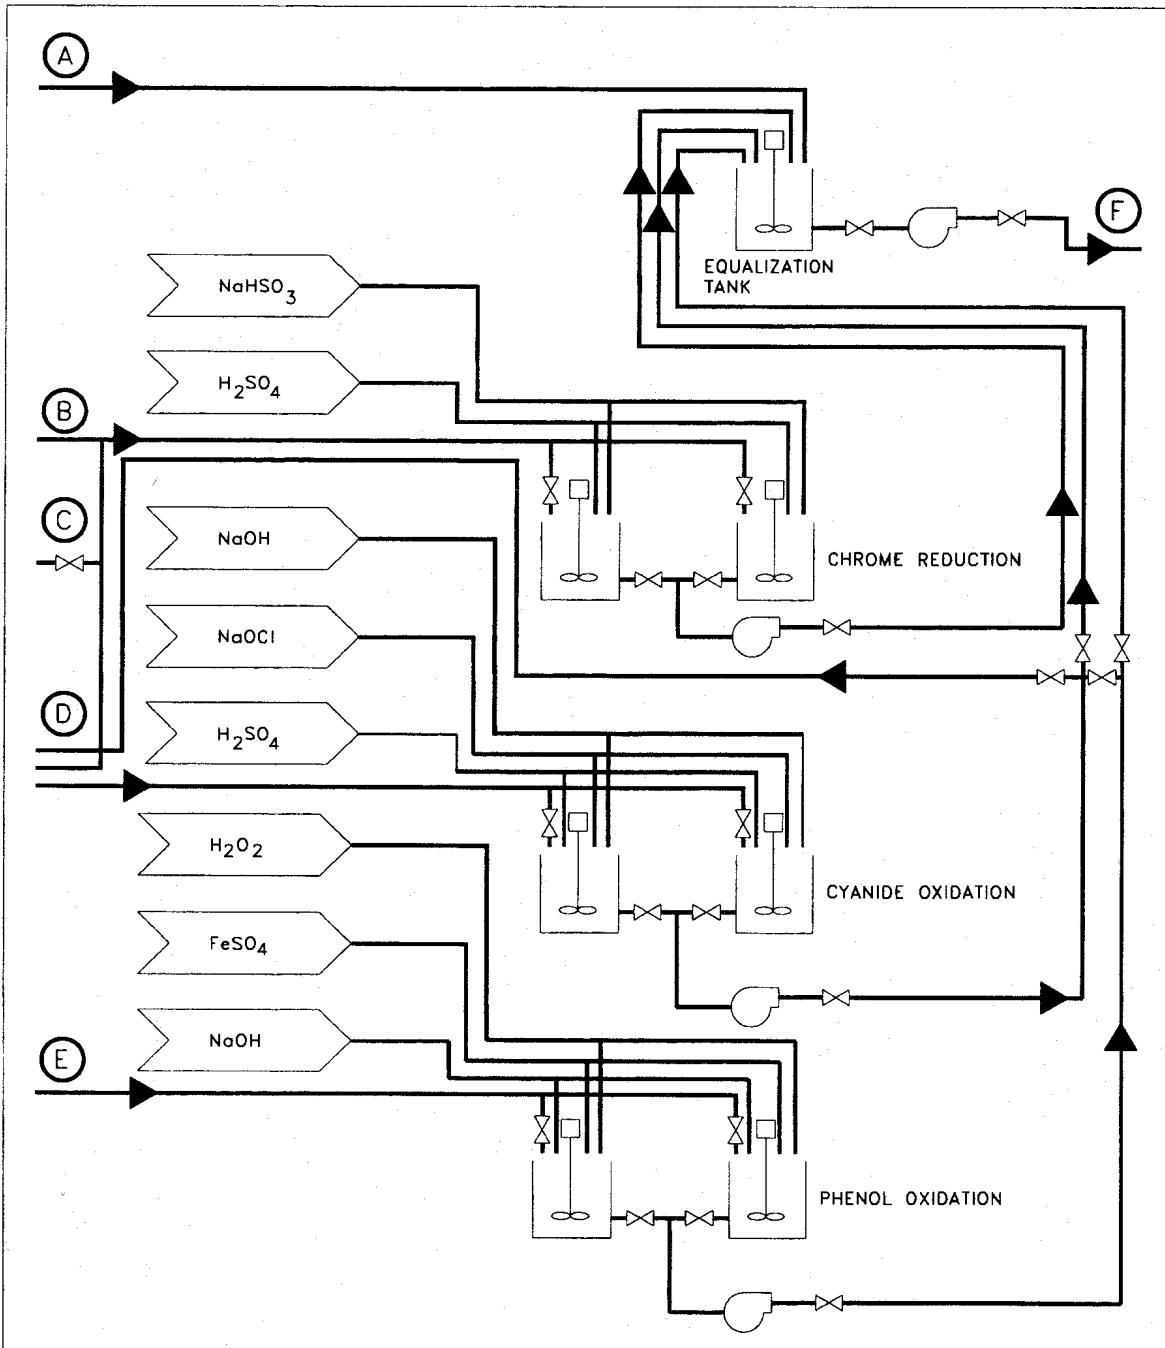 A
F
EQUALIZATION
TANK
NaHSO3
H2SO4
B
C
NaOH
CHROME REDUCTION
NaOCl
D
H2SO4
H2O2
CYANIDE OXIDATION
FeSO4
NaOH
E
PHENOL OXIDATION